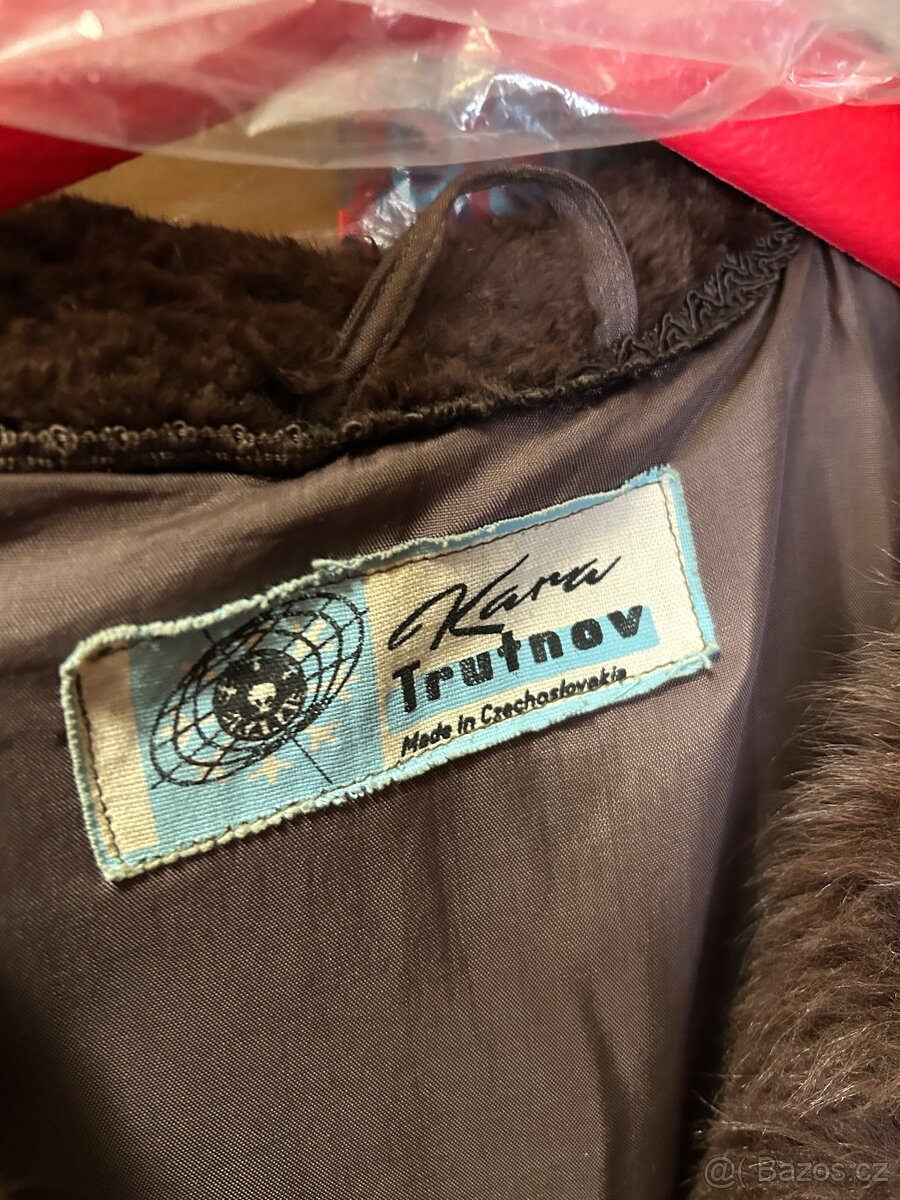 Kara
Trutnov
Made in Czechoslovakia
@( Bazos.cz